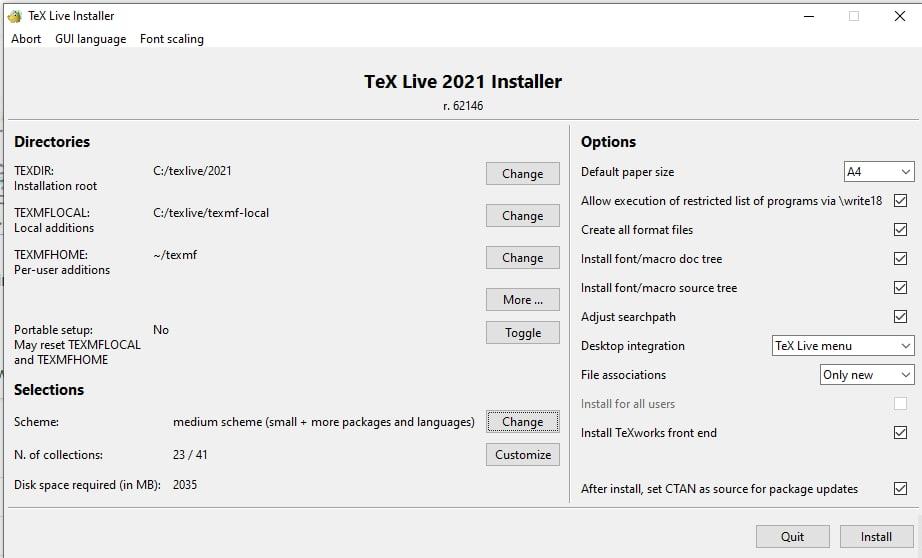 TeX Live Installer
Abort GUI language Font scaling
TeX Live 2021 Installer
r. 62146
Directories
TEXDIR: C:/texlive/2021 Change
Installation root
TEXMFLOCAL: C:/texlive/texmf-local Change
Local additions
TEXMFHOME: ~/texmf Change
Per-user additions
More ...
Portable setup: No Toggle
May reset TEXMFLOCAL
and TEXMFHOME
Selections
Scheme: medium scheme (small + more packages and languages) Change
N. of collections: 23 / 41 Customize
Disk space required (in MB): 2035
Options
Default paper size A4
Allow execution of restricted list of programs via \write18
Create all format files
Install font/macro doc tree
Install font/macro source tree
Adjust searchpath
Desktop integration TeX Live menu
File associations Only new
Install for all users
Install TeXworks front end
After install, set CTAN as source for package updates
Quit Install